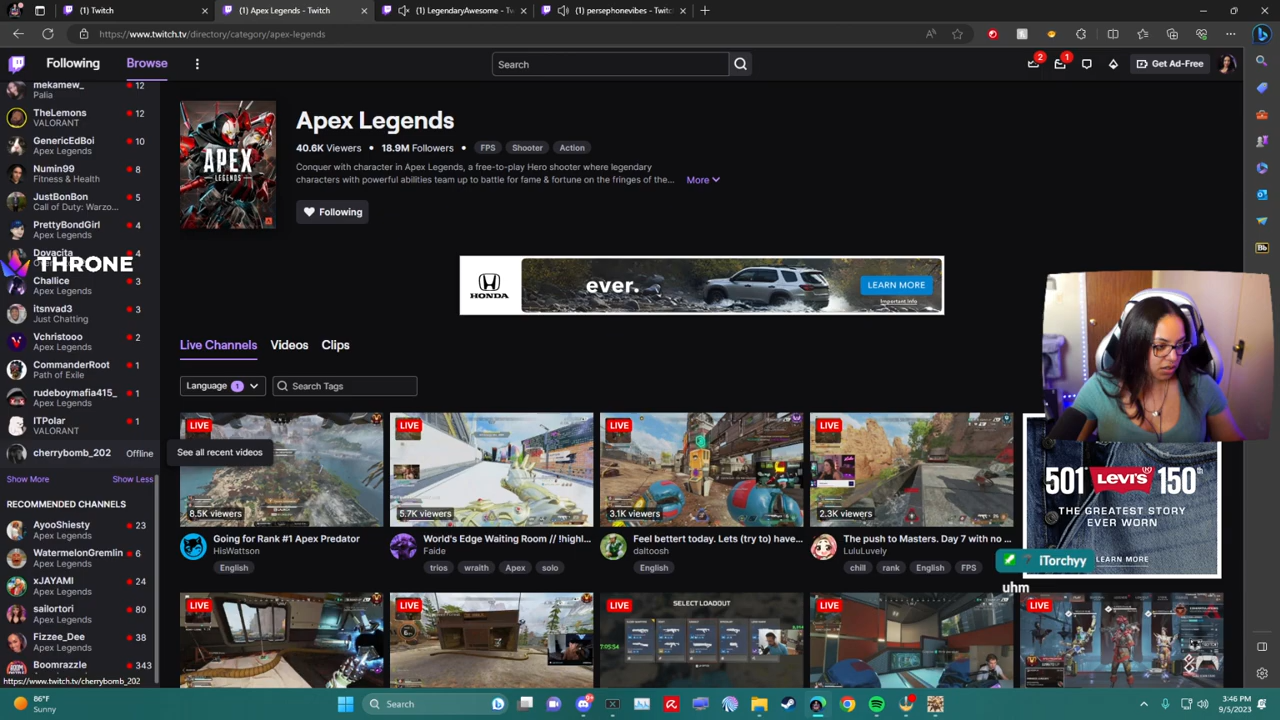 Twitch
Apex Legends - Twitch
LegendaryAwesome - Tw
persephonevibes - Twitc
https://www.twitch.tv/directory/category/apex-legends
Following
Browse
Search
2
1
Get Ad-Free
mekamew_
12
Palia
TheLemons
12
VALORANT
GenericEdBoi
10
Apex Legends
Numin99
8
Fitness & Health
JustBonBon
5
Call of Duty: Warzo...
PrettyBondGirl
4
Apex Legends
Dovacita
4
THRONE
Challice
3
Apex Legends
itsnvad3
3
Just Chatting
Vchristooo
2
Apex Legends
CommanderRoot
1
Path of Exile
rudeboymafia415_
1
Apex Legends
ITPolar
1
VALORANT
cherrybomb_202
Offline
See all recent videos
Show More
Show Less
RECOMMENDED CHANNELS
AyooShiesty
23
Apex Legends
WatermelonGremlin
6
Apex Legends
xJAYAMI
24
Apex Legends
sailortori
80
Apex Legends
Fizzee_Dee
38
Apex Legends
Boomrazzle
343
https://www.twitch.tv/cherrybomb_202
APEX
LEGENDS
Apex Legends
40.6K Viewers • 18.9M Followers •
FPS
Shooter
Action
Conquer with character in Apex Legends, a free-to-play Hero shooter where legendary
characters with powerful abilities team up to battle for fame & fortune on the fringes of the...
More
Following
HONDA
ever.
LEARN MORE
Important info
Live Channels
Videos
Clips
Language 1
Search Tags
LIVE
8.5K viewers
Going for Rank #1 Apex Predator
HisWattson
English
LIVE
5.7K viewers
World's Edge Waiting Room // !highl...
Faide
trios
wraith
Apex
solo
LIVE
3.1K viewers
Feel bettert today. Lets (try to) have...
daltoosh
English
LIVE
2.3K viewers
The push to Masters. Day 7 with no ...
LuluLuvely
chill
rank
English
FPS
501
Levi's
150th
THE GREATEST STORY
EVER WORN
LEARN MORE
iTorchyy
uhm
LIVE
LIVE
LIVE
SELECT LOADOUT
LIVE
LIVE
86°F
Sunny
Search
3:46 PM
9/3/2023